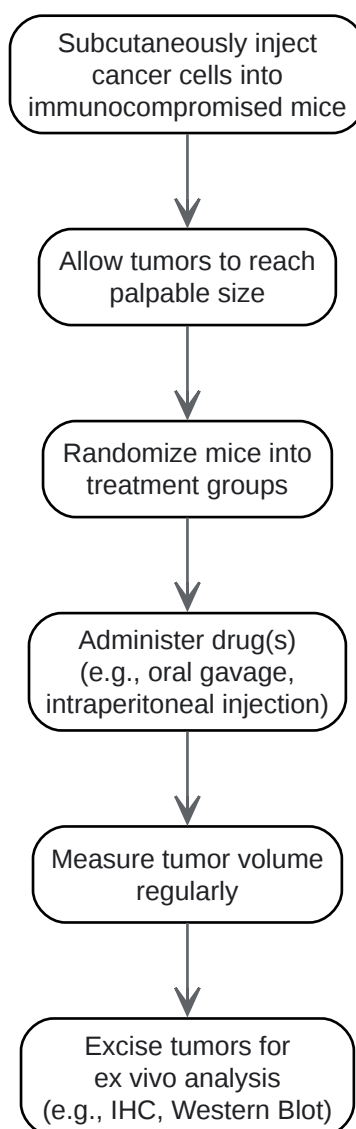 Subcutaneously inject
cancer cells into
immunocompromised mice
Allow tumors to reach
palpable size
Randomize mice into
treatment groups
Administer drug(s)
(e.g., oral gavage,
intraperitoneal injection)
Measure tumor volume
regularly
Excise tumors for
ex vivo analysis
(e.g., IHC, Western Blot)